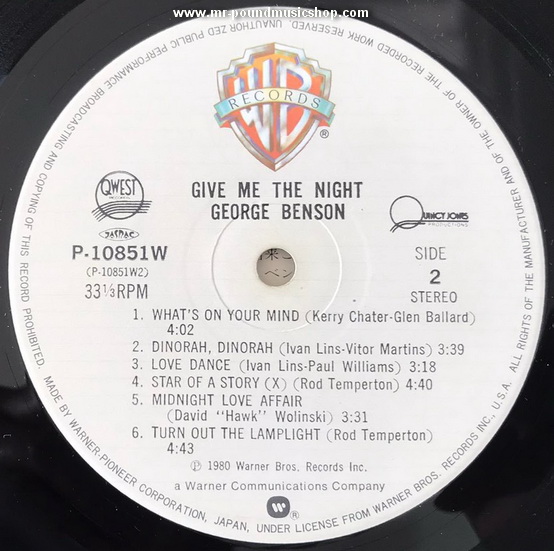 www.mr-poundmusicshop.com
UNAUTHORIZED PUBLIC PERFORMANCE BROADCASTING AND COPYING OF THIS RECORD PROHIBITED.
ALL RIGHTS OF THE MANUFACTURER AND OF THE OWNER OF THE RECORDED WORK RESERVED.
WB
RECORDS
®
GIVE ME THE NIGHT
GEORGE BENSON
QWEST
RECORDS
JASRAC
QUINCY JONES
PRODUCTIONS
P-10851W
(P-10851W2)
33⅓RPM
SIDE
2
STEREO
1. WHAT'S ON YOUR MIND (Kerry Chater-Glen Ballard)
4:02
2. DINORAH, DINORAH (Ivan Lins-Vitor Martins) 3:39
3. LOVE DANCE (Ivan Lins-Paul Williams) 3:18
4. STAR OF A STORY (X) (Rod Temperton) 4:40
5. MIDNIGHT LOVE AFFAIR
(David "Hawk" Wolinski) 3:31
6. TURN OUT THE LAMPLIGHT (Rod Temperton)
4:43
℗ 1980 Warner Bros. Records Inc.
a Warner Communications Company
®
MADE BY WARNER-PIONEER CORPORATION, JAPAN, UNDER LICENSE FROM WARNER BROS. RECORDS INC., U.S.A.